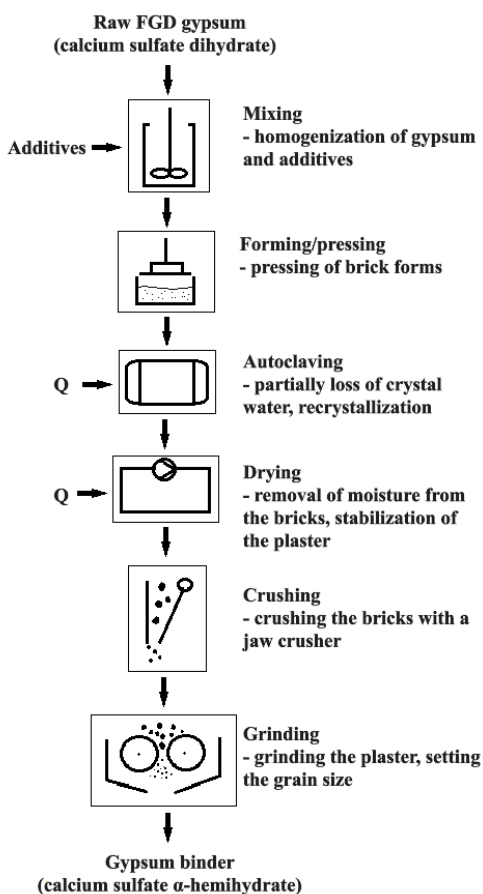 Raw FGD gypsum
(calcium sulfate dihydrate)
Additives
Mixing
- homogenization of gypsum
and additives
Forming/pressing
- pressing of brick forms
Q
Autoclaving
- partially loss of crystal
water, recrystallization
Q
Drying
- removal of moisture from
the bricks, stabilization of
the plaster
Crushing
- crushing the bricks with a
jaw crusher
Grinding
- grinding the plaster, setting
the grain size
Gypsum binder
(calcium sulfate α-hemihydrate)